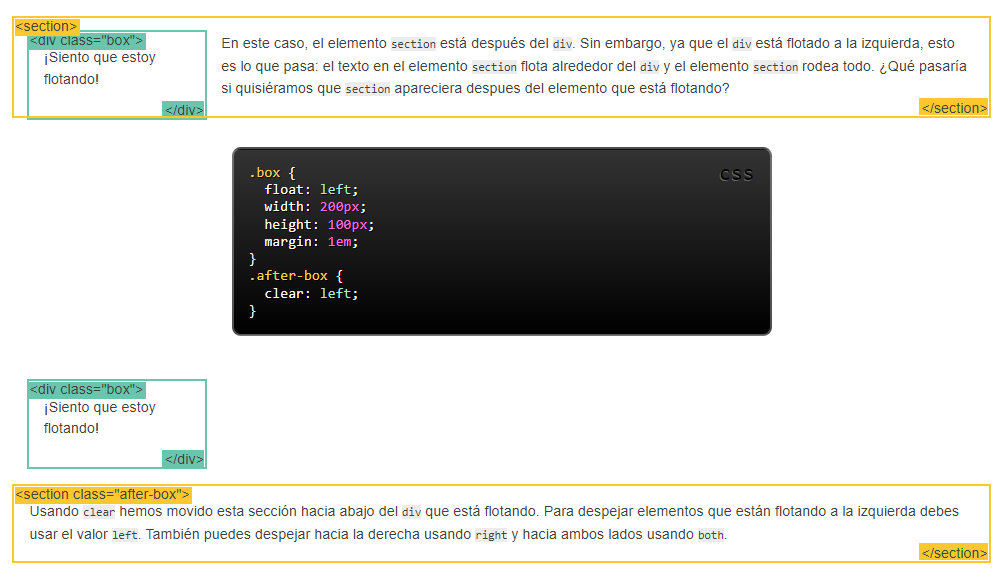 <section>
<div class="box">
¡Siento que estoy
flotando!
</div>
En este caso, el elemento section está después del div. Sin embargo, ya que el div está flotado a la izquierda, esto
es lo que pasa: el texto en el elemento section flota alrededor del div y el elemento section rodea todo. ¿Qué pasaría
si quisiéramos que section apareciera despues del elemento que está flotando?
</section>
CSS
.box {
  float: left;
  width: 200px;
  height: 100px;
  margin: 1em;
}
.after-box {
  clear: left;
}
<div class="box">
¡Siento que estoy
flotando!
</div>
<section class="after-box">
Usando clear hemos movido esta sección hacia abajo del div que está flotando. Para despejar elementos que están flotando a la izquierda debes
usar el valor left. También puedes despejar hacia la derecha usando right y hacia ambos lados usando both.
</section>